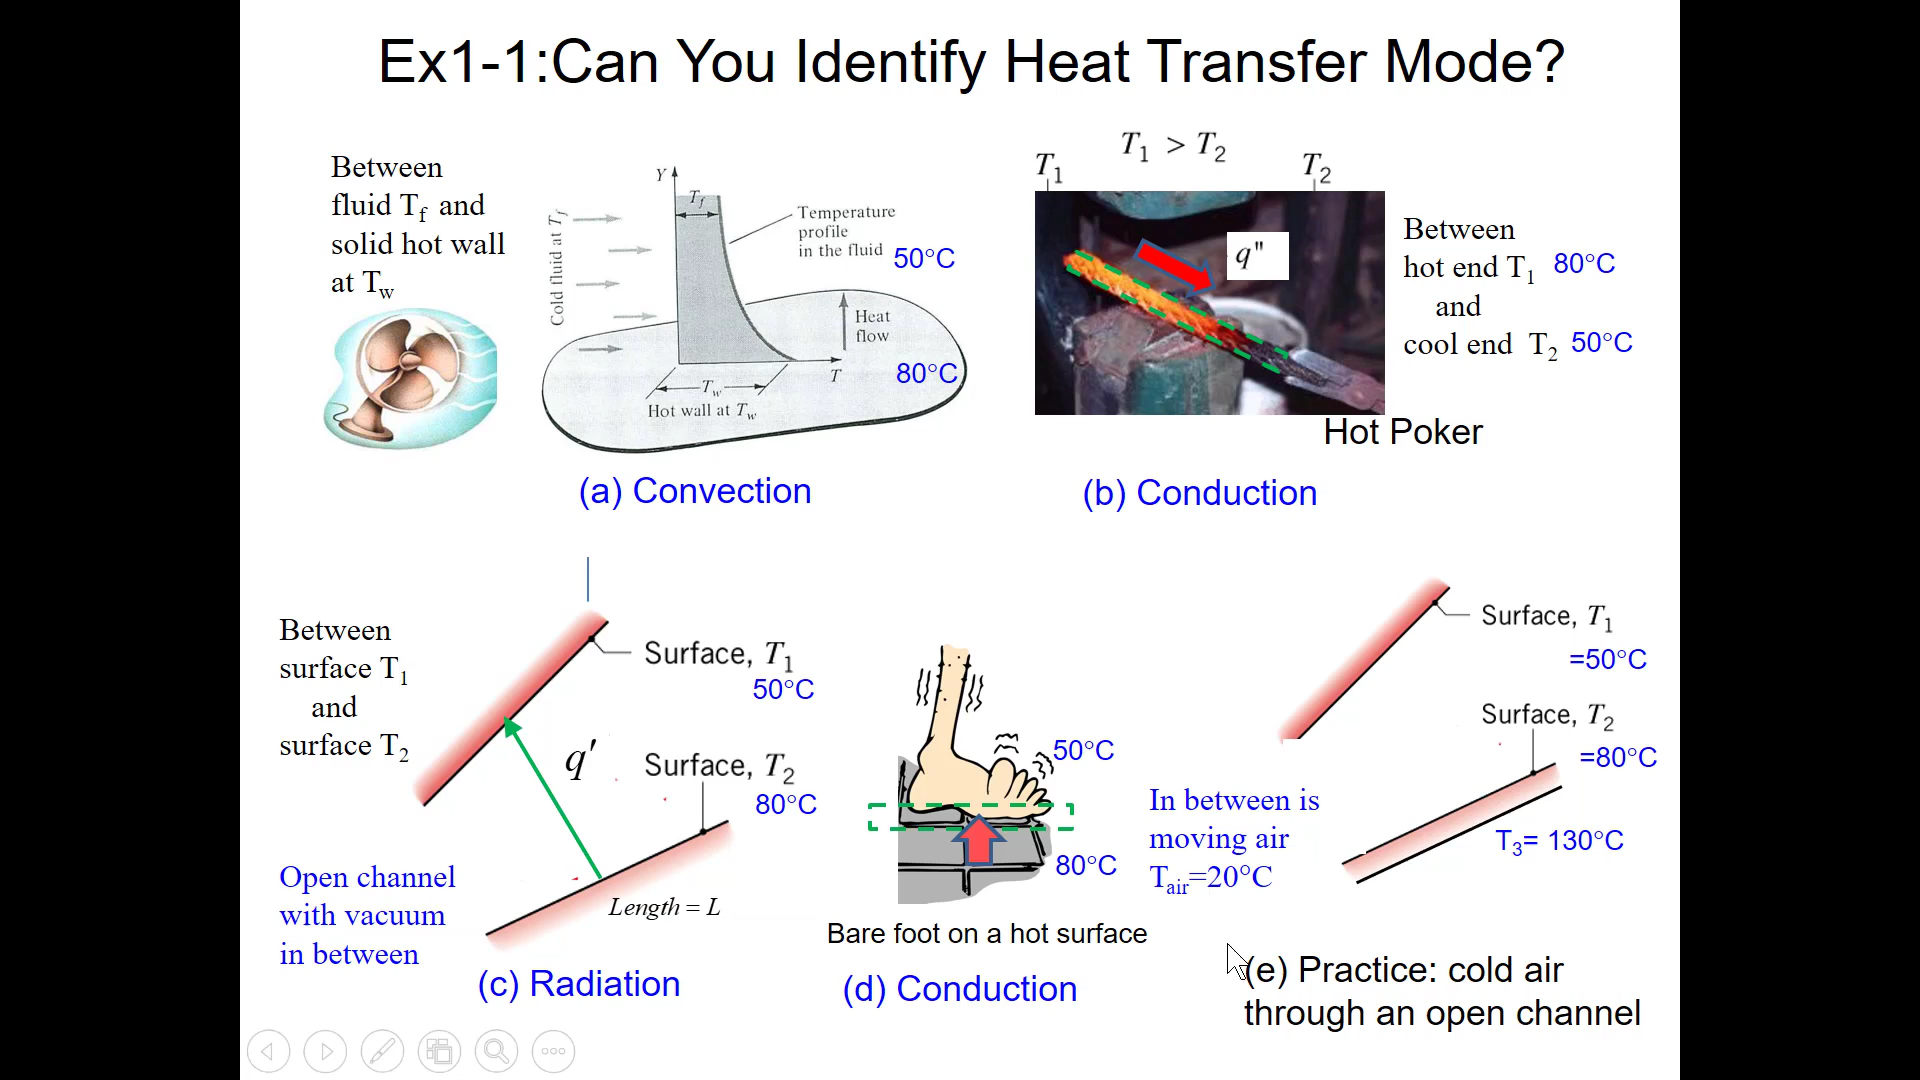 Ex1-1:Can You Identify Heat Transfer Mode?
Between
fluid Tf and
solid hot wall
at Tw
Y
Tf
Cold fluid at Tf
Temperature
profile
in the fluid
50°C
Heat
flow
80°C
T
Tw
Hot wall at Tw
(a) Convection
T1 > T2
T1
T2
q"
Between
hot end T1 80°C
and
cool end T2 50°C
Hot Poker
(b) Conduction
Between
surface T1
and
surface T2
Surface, T1
50°C
q'
Surface, T2
80°C
Length = L
Open channel
with vacuum
in between
(c) Radiation
50°C
80°C
Bare foot on a hot surface
(d) Conduction
Surface, T1
=50°C
Surface, T2
=80°C
In between is
moving air
Tair=20°C
T3= 130°C
(e) Practice: cold air
through an open channel